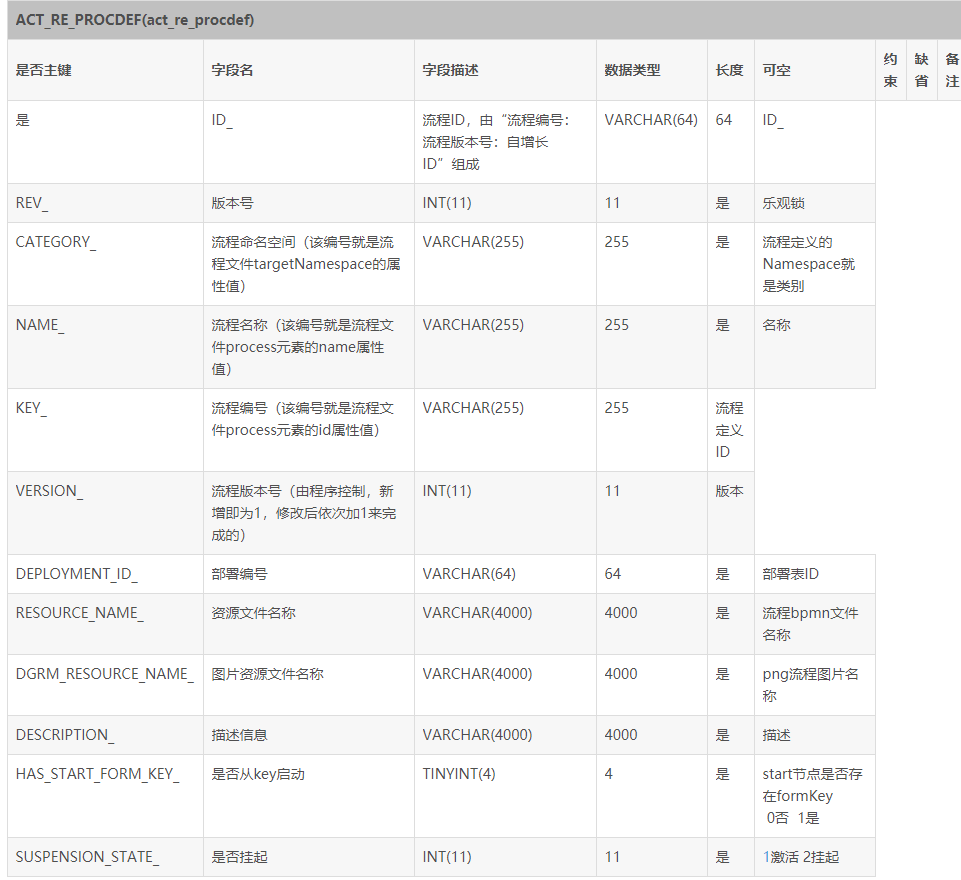 ACT_RE_PROCDEF(act_re_procdef)
是否主键 字段名 字段描述 数据类型 长度 可空 约束 缺省 备注
是 ID_ 流程ID，由“流程编号： VARCHAR(64) 64 ID_
流程版本号：自增长
ID”组成
REV_ 版本号 INT(11) 11 是 乐观锁
CATEGORY_ 流程命名空间（该编号就是流 VARCHAR(255) 255 是 流程定义的
程文件targetNamespace的属 Namespace就
性值） 是类别
NAME_ 流程名称（该编号就是流程文 VARCHAR(255) 255 是 名称
件process元素的name属性
值）
KEY_ 流程编号（该编号就是流程文 VARCHAR(255) 255 流程
件process元素的id属性值） 定义
ID
VERSION_ 流程版本号（由程序控制，新 INT(11) 11 版本
增即为1，修改后依次加1来完
成的）
DEPLOYMENT_ID_ 部署编号 VARCHAR(64) 64 是 部署表ID
RESOURCE_NAME_ 资源文件名称 VARCHAR(4000) 4000 是 流程bpmn文件
名称
DGRM_RESOURCE_NAME_ 图片资源文件名称 VARCHAR(4000) 4000 是 png流程图片名
称
DESCRIPTION_ 描述信息 VARCHAR(4000) 4000 是 描述
HAS_START_FORM_KEY_ 是否从key启动 TINYINT(4) 4 是 start节点是否存
在formKey
0否 1是
SUSPENSION_STATE_ 是否挂起 INT(11) 11 是 1激活 2挂起